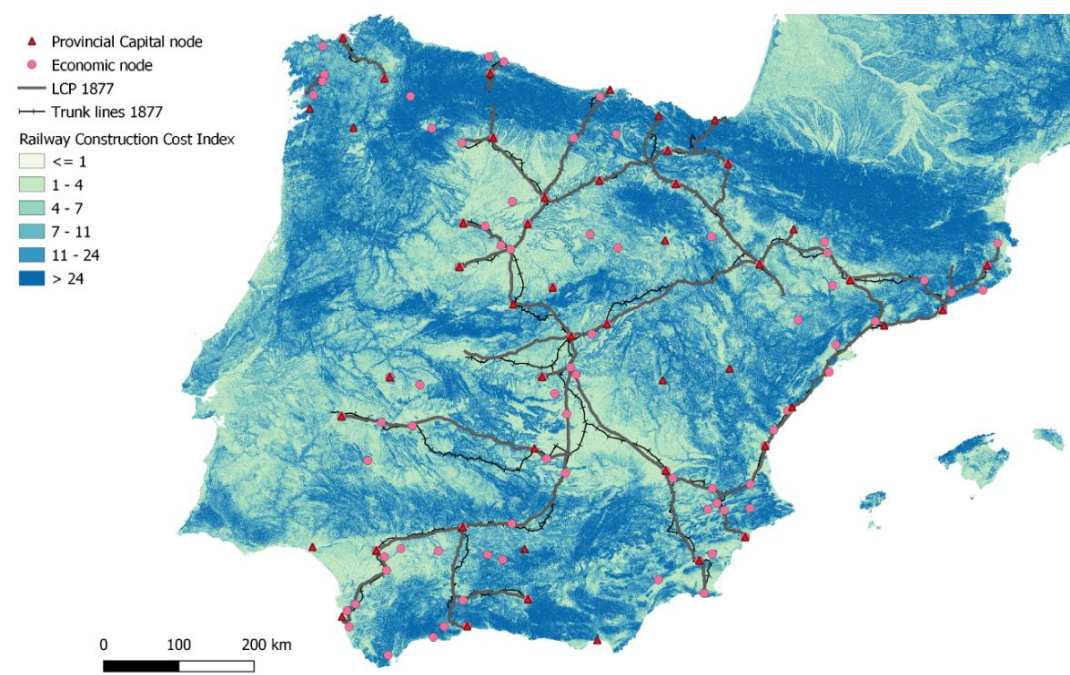 Provincial Capital node
Economic node
LCP 1877
Trunk lines 1877
Railway Construction Cost Index
<= 1
1 - 4
4 - 7
7 - 11
11 - 24
> 24
0 100 200 km